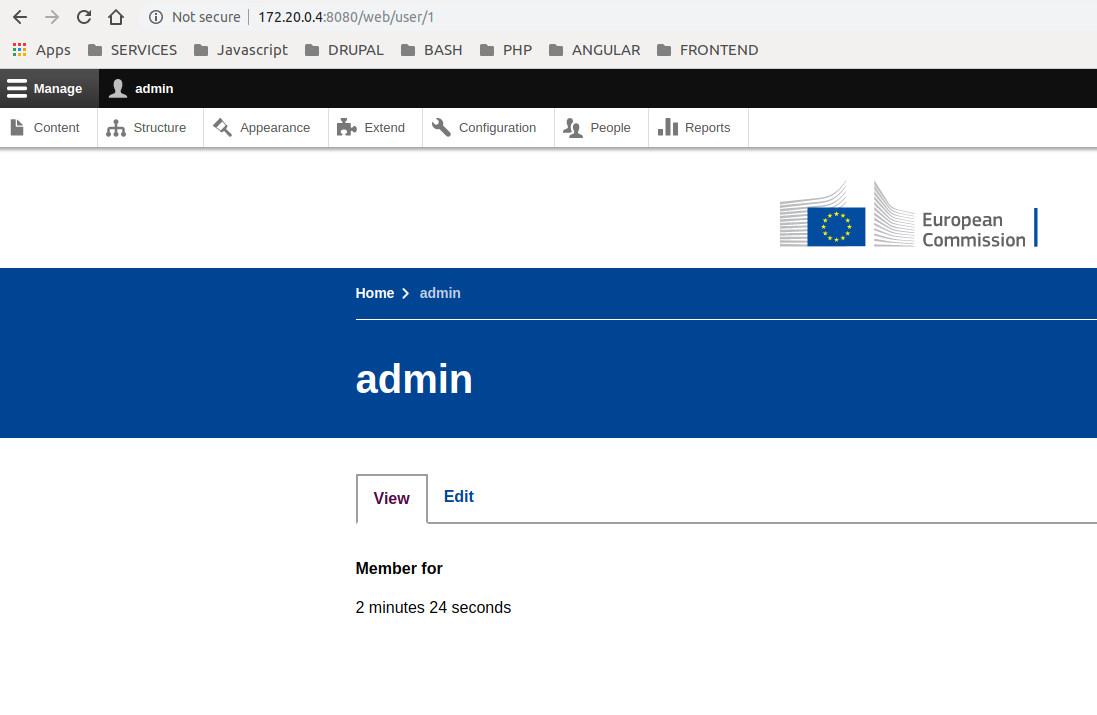 Not secure 172.20.0.4:8080/web/user/1
Apps SERVICES Javascript DRUPAL BASH PHP ANGULAR FRONTEND
Manage admin
Content Structure Appearance Extend Configuration People Reports
European
Commission
Home admin
admin
View Edit
Member for
2 minutes 24 seconds